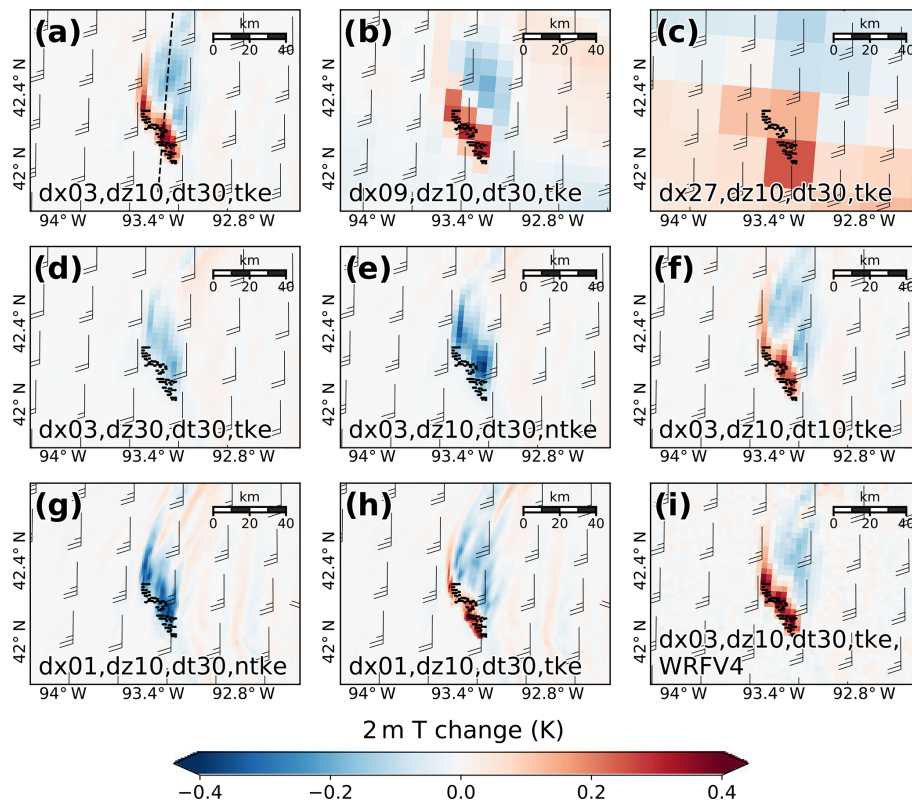 (a) km
0 20 40
42.4° N
42° N
dx03,dz10,dt30,tke
94° W 93.4° W 92.8° W
(b) km
0 20 40
42.4° N
42° N
dx09,dz10,dt30,tke
94° W 93.4° W 92.8° W
(c) km
0 20 40
42.4° N
42° N
dx27,dz10,dt30,tke
94° W 93.4° W 92.8° W
(d) km
0 20 40
42.4° N
42° N
dx03,dz30,dt30,tke
94° W 93.4° W 92.8° W
(e) km
0 20 40
42.4° N
42° N
dx03,dz10,dt30,ntke
94° W 93.4° W 92.8° W
(f) km
0 20 40
42.4° N
42° N
dx03,dz10,dt10,tke
94° W 93.4° W 92.8° W
(g) km
0 20 40
42.4° N
42° N
dx01,dz10,dt30,ntke
94° W 93.4° W 92.8° W
(h) km
0 20 40
42.4° N
42° N
dx01,dz10,dt30,tke
94° W 93.4° W 92.8° W
(i) km
0 20 40
42.4° N
42° N
dx03,dz10,dt30,tke,
WRFV4
94° W 93.4° W 92.8° W
2 m T change (K)
−0.4 −0.2 0.0 0.2 0.4